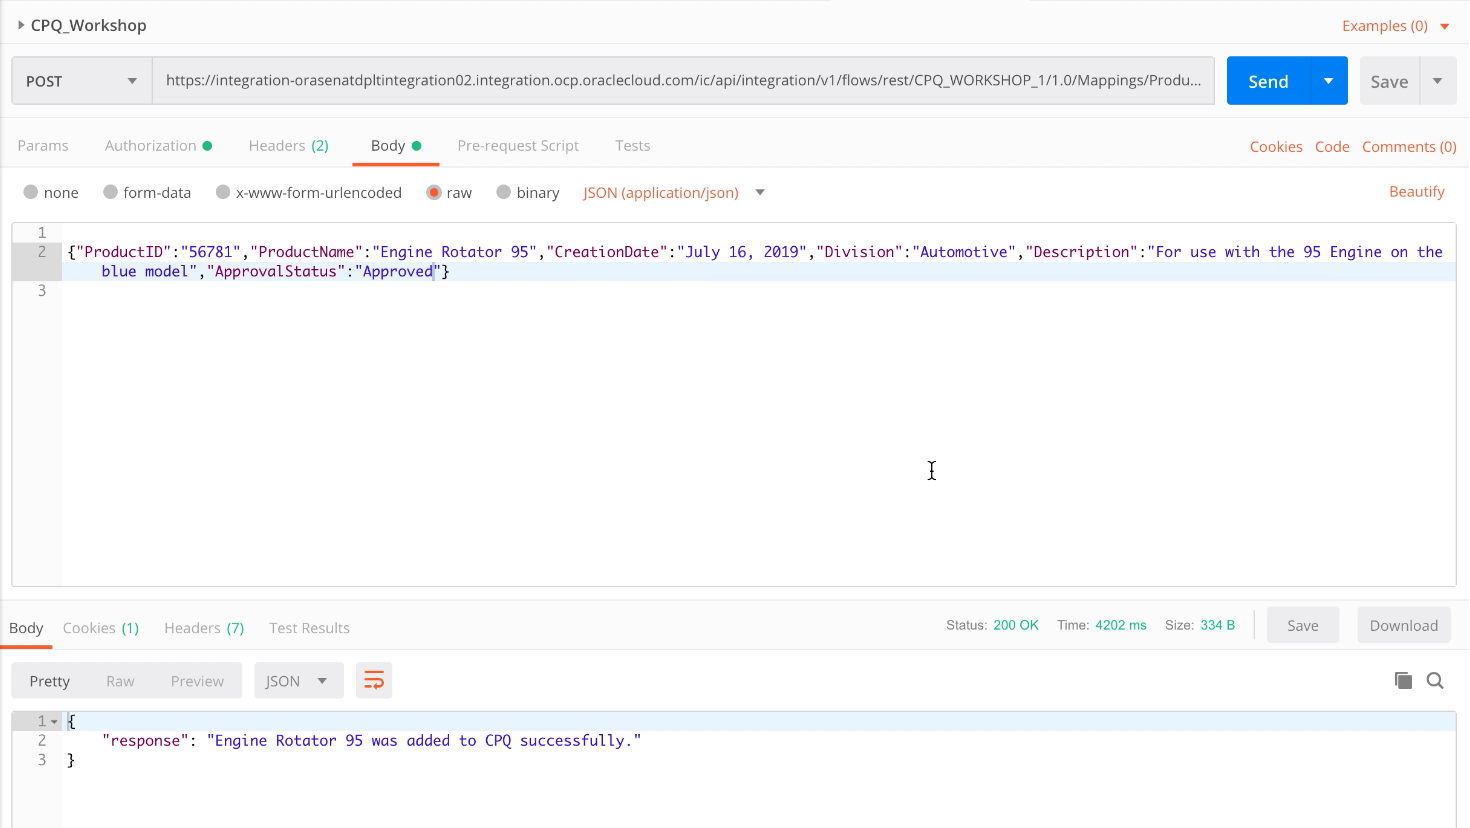 CPQ_Workshop
Examples (0)
POST
https://integration-orasenatdpltintegration02.integration.ocp.oraclecloud.com/ic/api/integration/v1/flows/rest/CPQ_WORKSHOP_1/1.0/Mappings/Produ...
Send
Save
Params Authorization Headers (2) Body Pre-request Script Tests
Cookies Code Comments (0)
none form-data x-www-form-urlencoded raw binary JSON (application/json)
Beautify
1
2 {"ProductID":"56781","ProductName":"Engine Rotator 95","CreationDate":"July 16, 2019","Division":"Automotive","Description":"For use with the 95 Engine on the
blue model","ApprovalStatus":"Approved"}
3
Body Cookies (1) Headers (7) Test Results
Status: 200 OK Time: 4202 ms Size: 334 B
Save Download
Pretty Raw Preview JSON
1 {
2 "response": "Engine Rotator 95 was added to CPQ successfully."
3 }